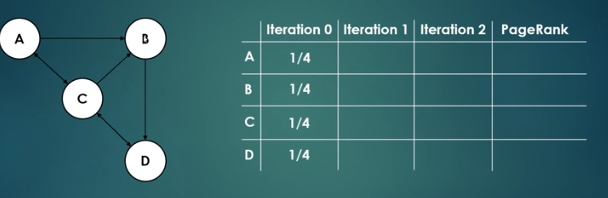 A B
C
D
Iteration 0 Iteration 1 Iteration 2 PageRank
A 1/4
B 1/4
C 1/4
D 1/4